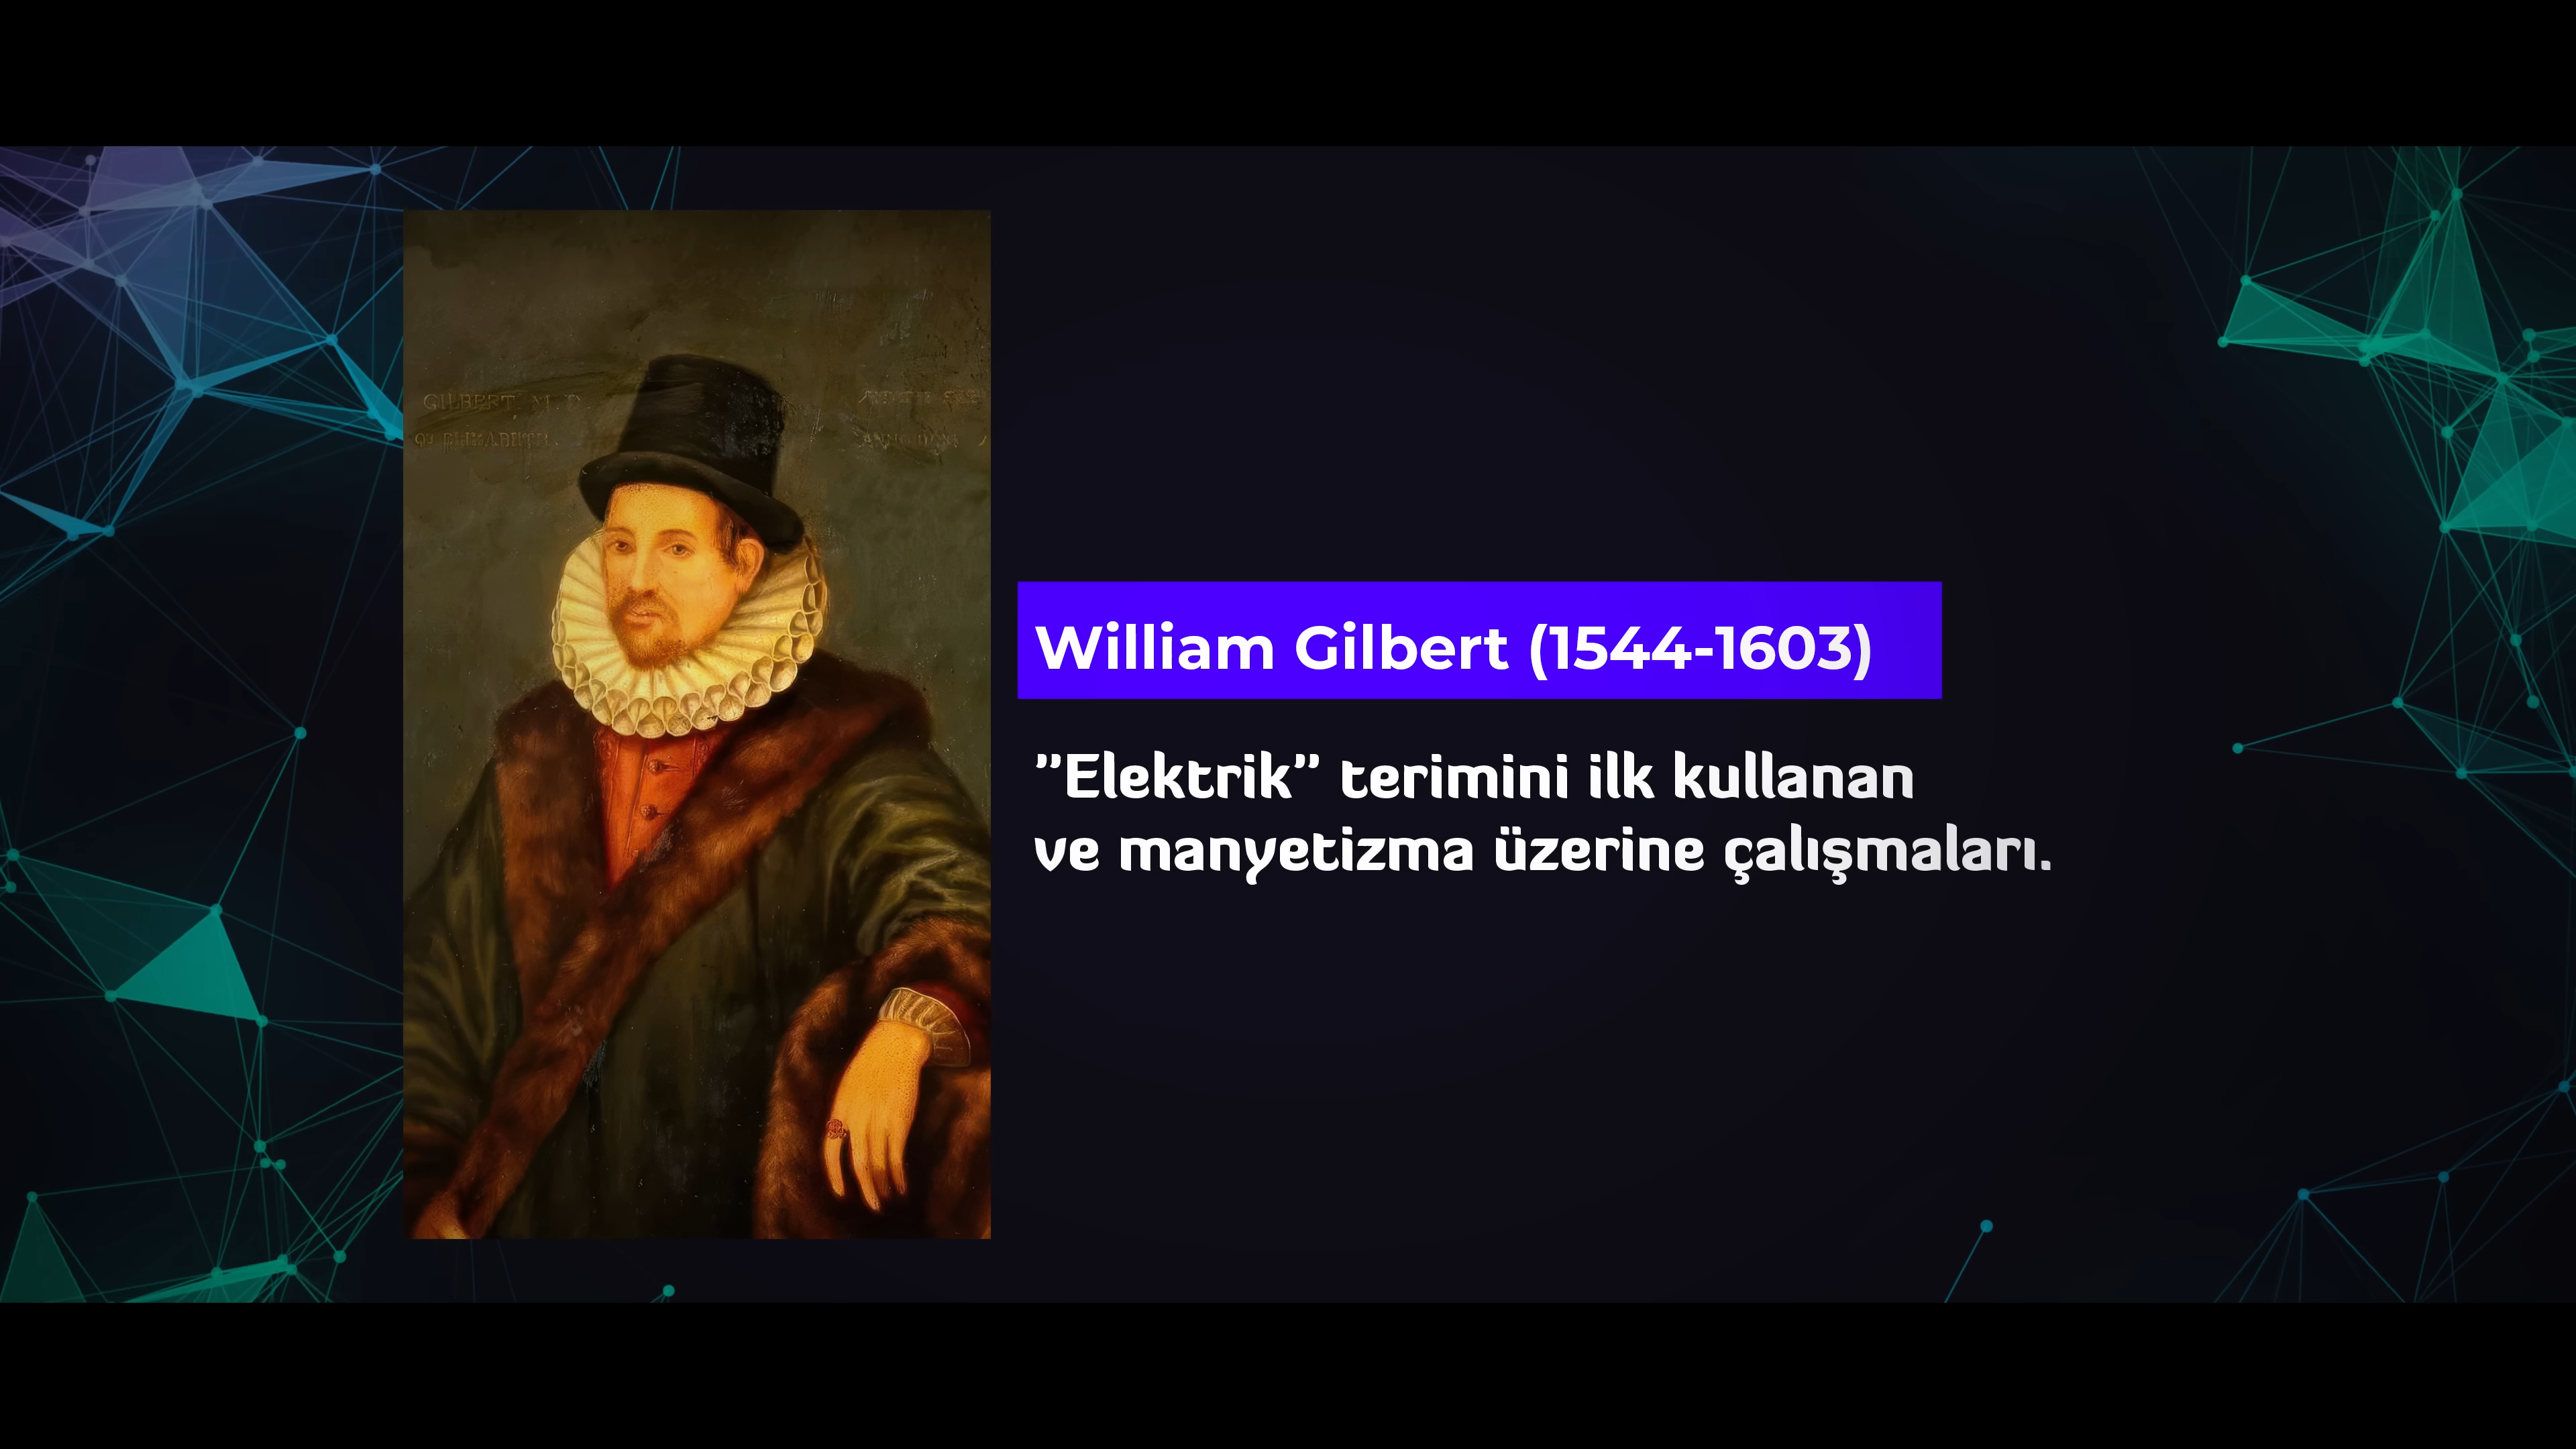 GILBERT M.D
William Gilbert (1544-1603)
”Elektrik” terimini ilk kullanan
ve manyetizma üzerine çalışmaları.